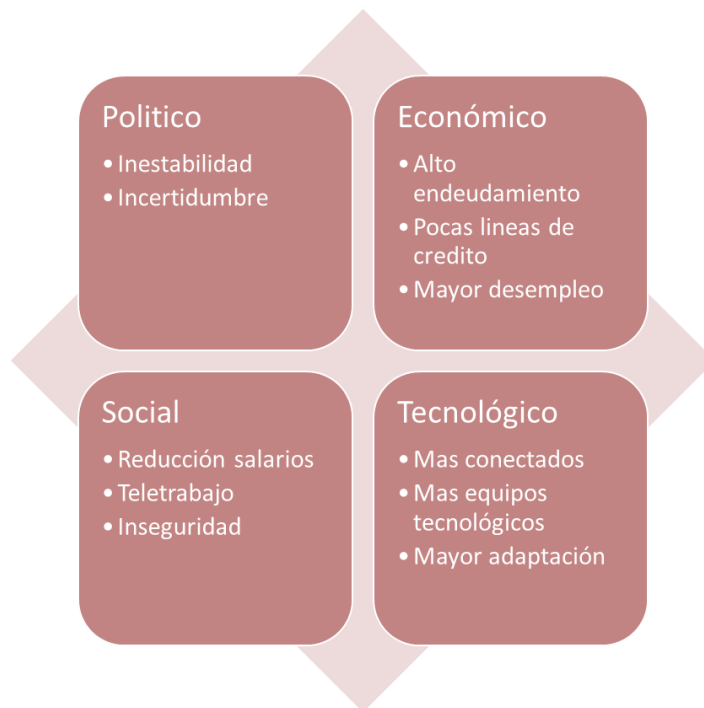 Politico
• Inestabilidad
• Incertidumbre
Económico
• Alto
endeudamiento
• Pocas lineas de
credito
• Mayor desempleo
Social
• Reducción salarios
• Teletrabajo
• Inseguridad
Tecnológico
• Mas conectados
• Mas equipos
tecnológicos
• Mayor adaptación